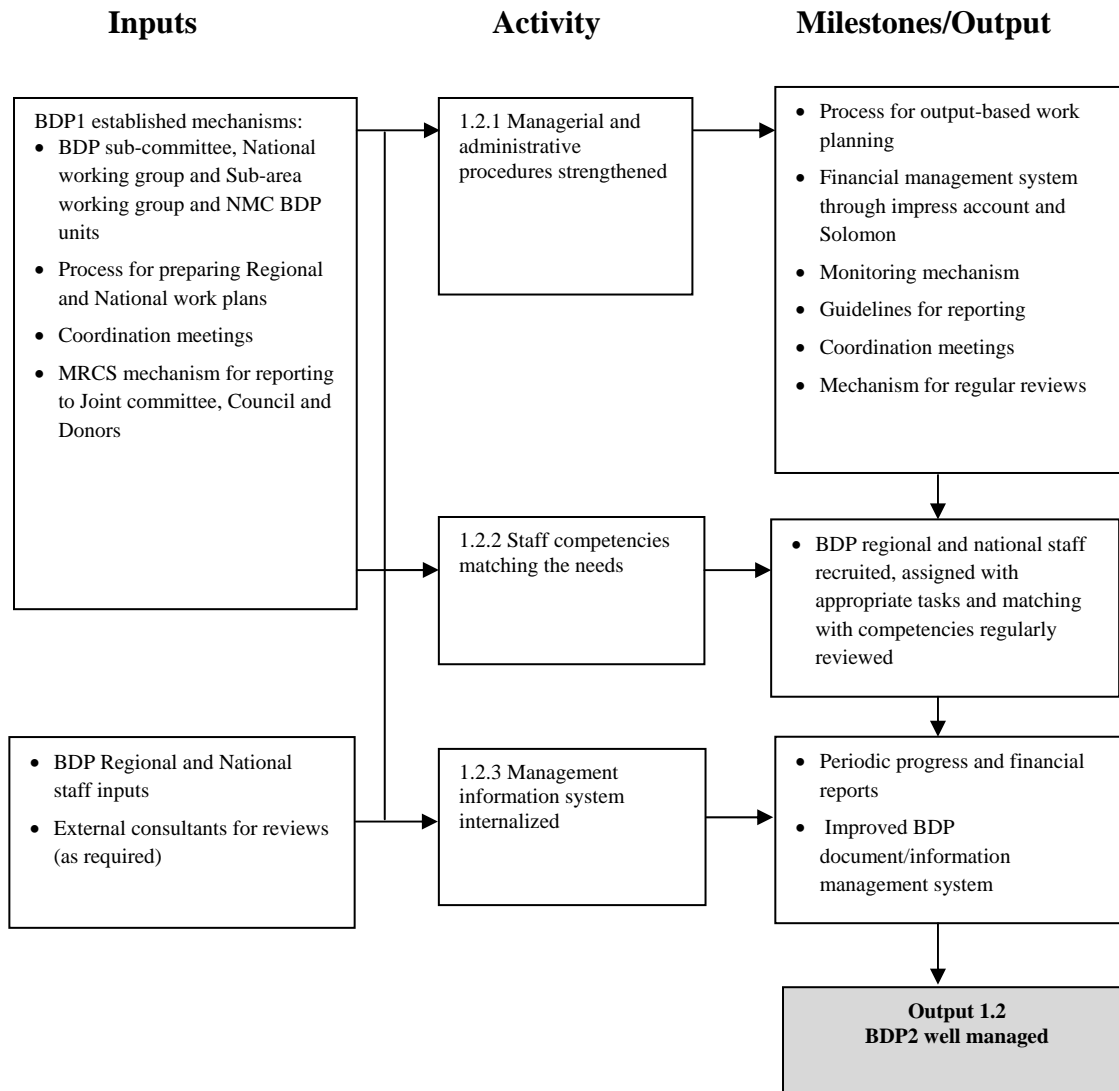 Inputs
Activity
Milestones/Output
BDP1 established mechanisms:
• BDP sub-committee, National
working group and Sub-area
working group and NMC BDP
units
• Process for preparing Regional
and National work plans
• Coordination meetings
• MRCS mechanism for reporting
to Joint committee, Council and
Donors
1.2.1 Managerial and
administrative
procedures strengthened
• Process for output-based work
planning
• Financial management system
through impress account and
Solomon
• Monitoring mechanism
• Guidelines for reporting
• Coordination meetings
• Mechanism for regular reviews
1.2.2 Staff competencies
matching the needs
• BDP regional and national staff
recruited, assigned with
appropriate tasks and matching
with competencies regularly
reviewed
• BDP Regional and National
staff inputs
• External consultants for reviews
(as required)
1.2.3 Management
information system
internalized
• Periodic progress and financial
reports
• Improved BDP
document/information
management system
Output 1.2
BDP2 well managed